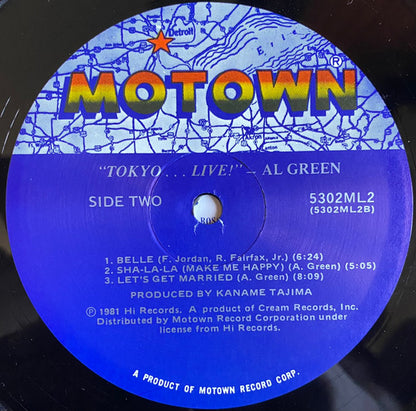 Detroit
Erie
MOTOWN®
"TOKYO . . . LIVE!" – AL GREEN
SIDE TWO
5302ML2
(5302ML2B)
1. BELLE (F. Jordan, R. Fairfax, Jr.) (6:24)
2. SHA-LA-LA (MAKE ME HAPPY) (A. Green) (5:05)
3. LET'S GET MARRIED (A. Green) (8:09)
PRODUCED BY KANAME TAJIMA
℗ 1981 Hi Records. A product of Cream Records, Inc.
Distributed by Motown Record Corporation under
license from Hi Records.
A PRODUCT OF MOTOWN RECORD CORP.